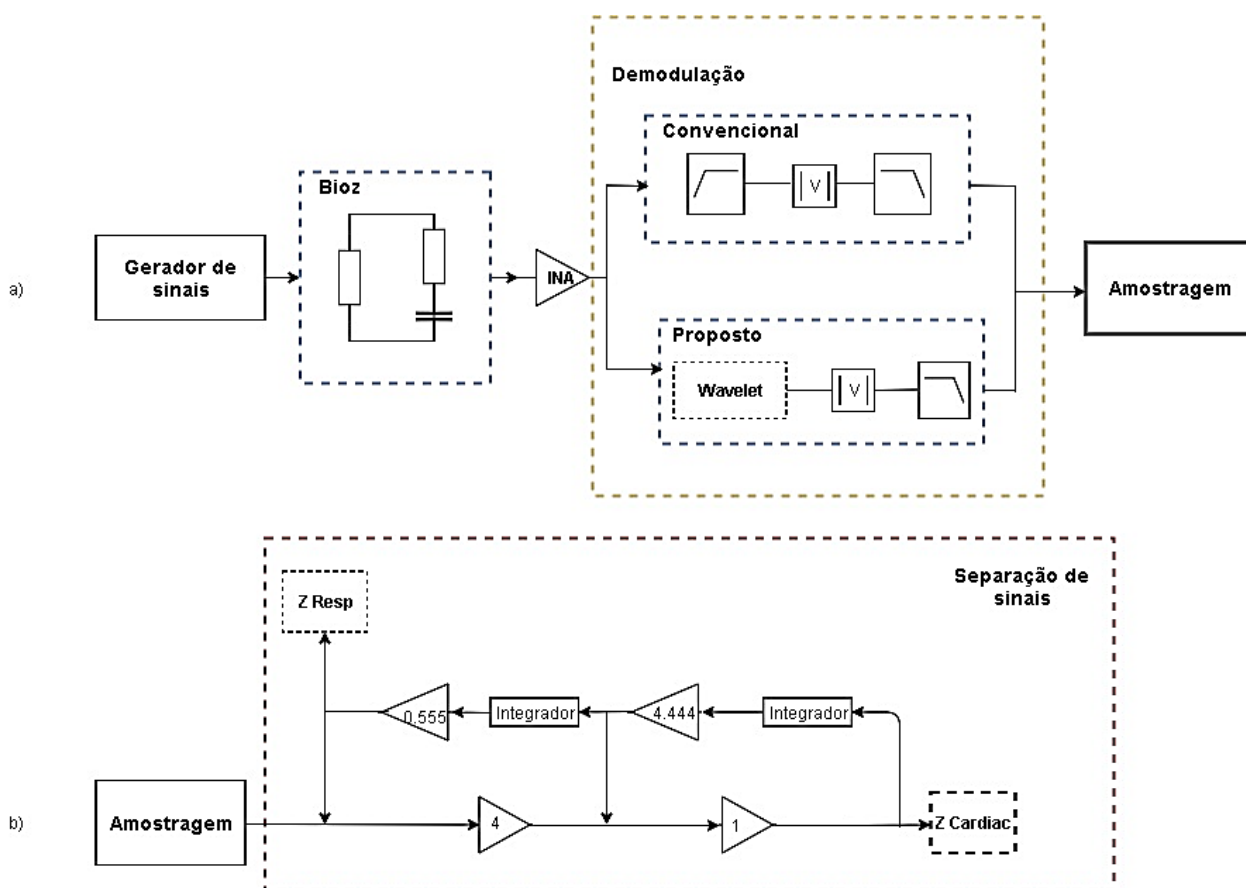 Demodulação
Convencional
|V|
Bioz
Gerador de
sinais
INA
a)
Amostragem
Proposto
Wavelet
|V|
Separação de
sinais
Z Resp
0.555
Integrador
4.444
Integrador
b)
Amostragem
4
1
Z Cardiac